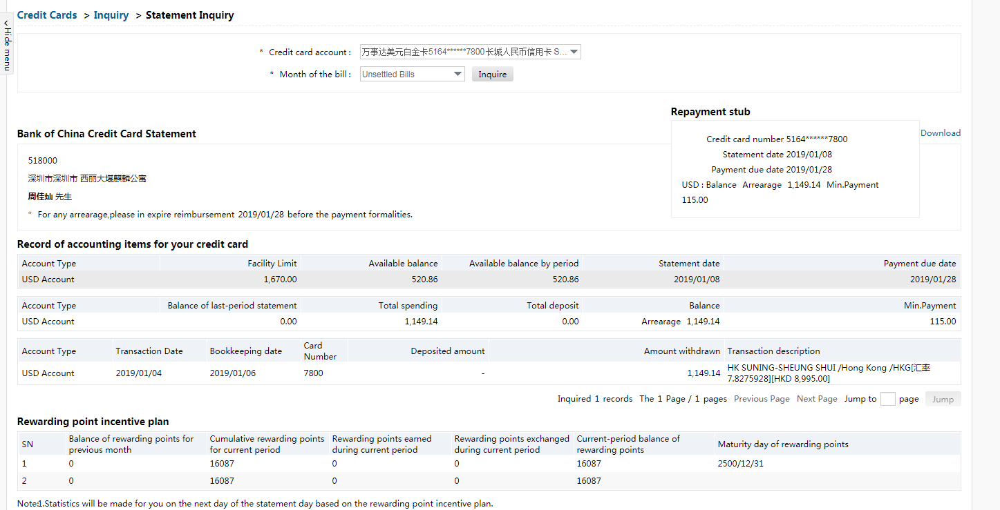 Credit Cards > Inquiry > Statement Inquiry
Hide menu
* Credit card account : 万事达美元白金卡5164******7800长城人民币信用卡 S...
* Month of the bill : Unsettled Bills Inquire
Repayment stub
Bank of China Credit Card Statement
Download
Credit card number 5164******7800
Statement date 2019/01/08
Payment due date 2019/01/28
USD : Balance Arrearage 1,149.14 Min.Payment
115.00
518000
深圳市深圳市 西丽大堪麒麟公寓
周佳灿 先生
* For any arrearage,please in expire reimbursement 2019/01/28 before the payment formalities.
Record of accounting items for your credit card
Account Type Facility Limit Available balance Available balance by period Statement date Payment due date
USD Account 1,670.00 520.86 520.86 2019/01/08 2019/01/28
Account Type Balance of last-period statement Total spending Total deposit Balance Min.Payment
USD Account 0.00 1,149.14 0.00 Arrearage 1,149.14 115.00
Account Type Transaction Date Bookkeeping date Card Number Deposited amount Amount withdrawn Transaction description
USD Account 2019/01/04 2019/01/06 7800 - 1,149.14 HK SUNING-SHEUNG SHUI /Hong Kong /HKG[汇率
7.8275928][HKD 8,995.00]
Inquired 1 records The 1 Page / 1 pages Previous Page Next Page Jump to page Jump
Rewarding point incentive plan
SN Balance of rewarding points for previous month Cumulative rewarding points for current period Rewarding points earned during current period Rewarding points exchanged during current period Current-period balance of rewarding points Maturity day of rewarding points
1 0 16087 0 0 16087 2500/12/31
2 0 16087 0 0 16087
Note:1.Statistics will be made for you on the next day of the statement day based on the rewarding point incentive plan.